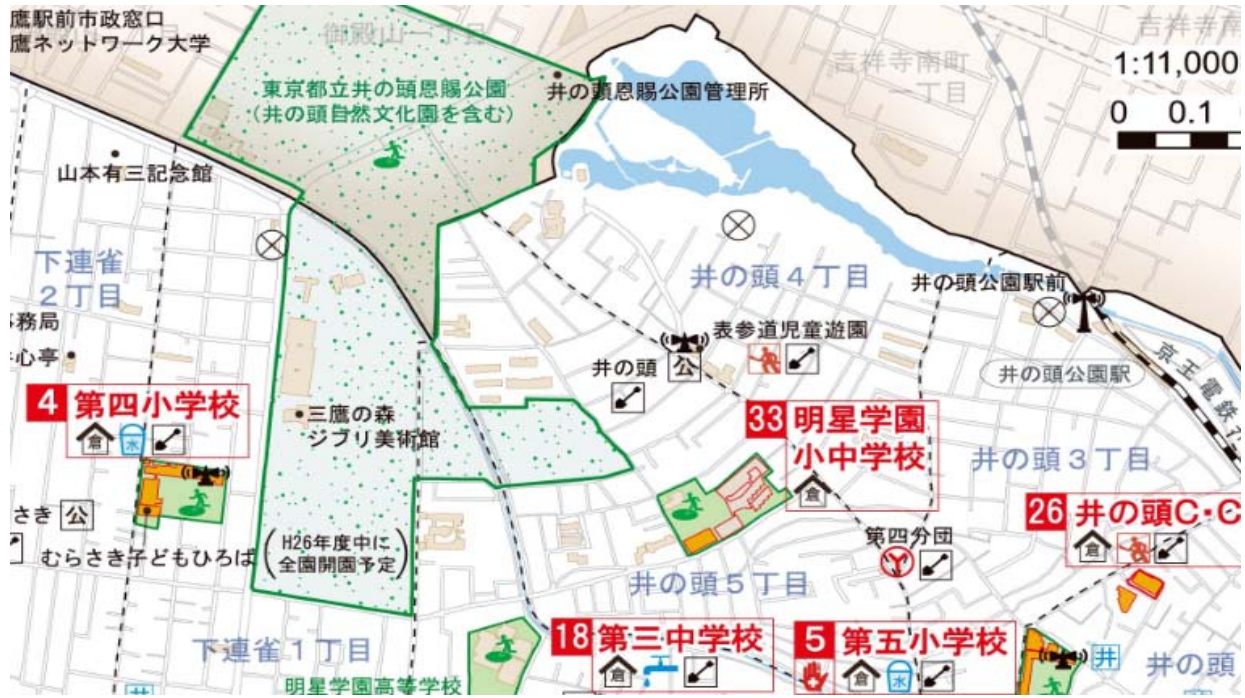 鷹駅前市政窓口
鷹ネットワーク大学
御殿山一丁目
吉祥寺南
吉祥寺南町
一丁目
1:11,000
0 0.1
東京都立井の頭恩賜公園
(井の頭自然文化園を含む)
井の頭恩賜公園管理所
山本有三記念館
下連雀
2丁目
井の頭4丁目
井の頭公園駅前
務局
心亭
表参道児童遊園
井の頭
公
井の頭公園駅
京王電鉄
4 第四小学校
倉 水
三鷹の森
ジブリ美術館
33 明星学園
小中学校
倉
井の頭3丁目
26 井の頭C・C
倉
さき 公
むらさき子どもひろば
(H26年度中に
全園開園予定)
第四分団
井の頭5丁目
下連雀1丁目
18 第三中学校
倉
5 第五小学校
倉 水
井
井の頭
明星学園高等学校
井